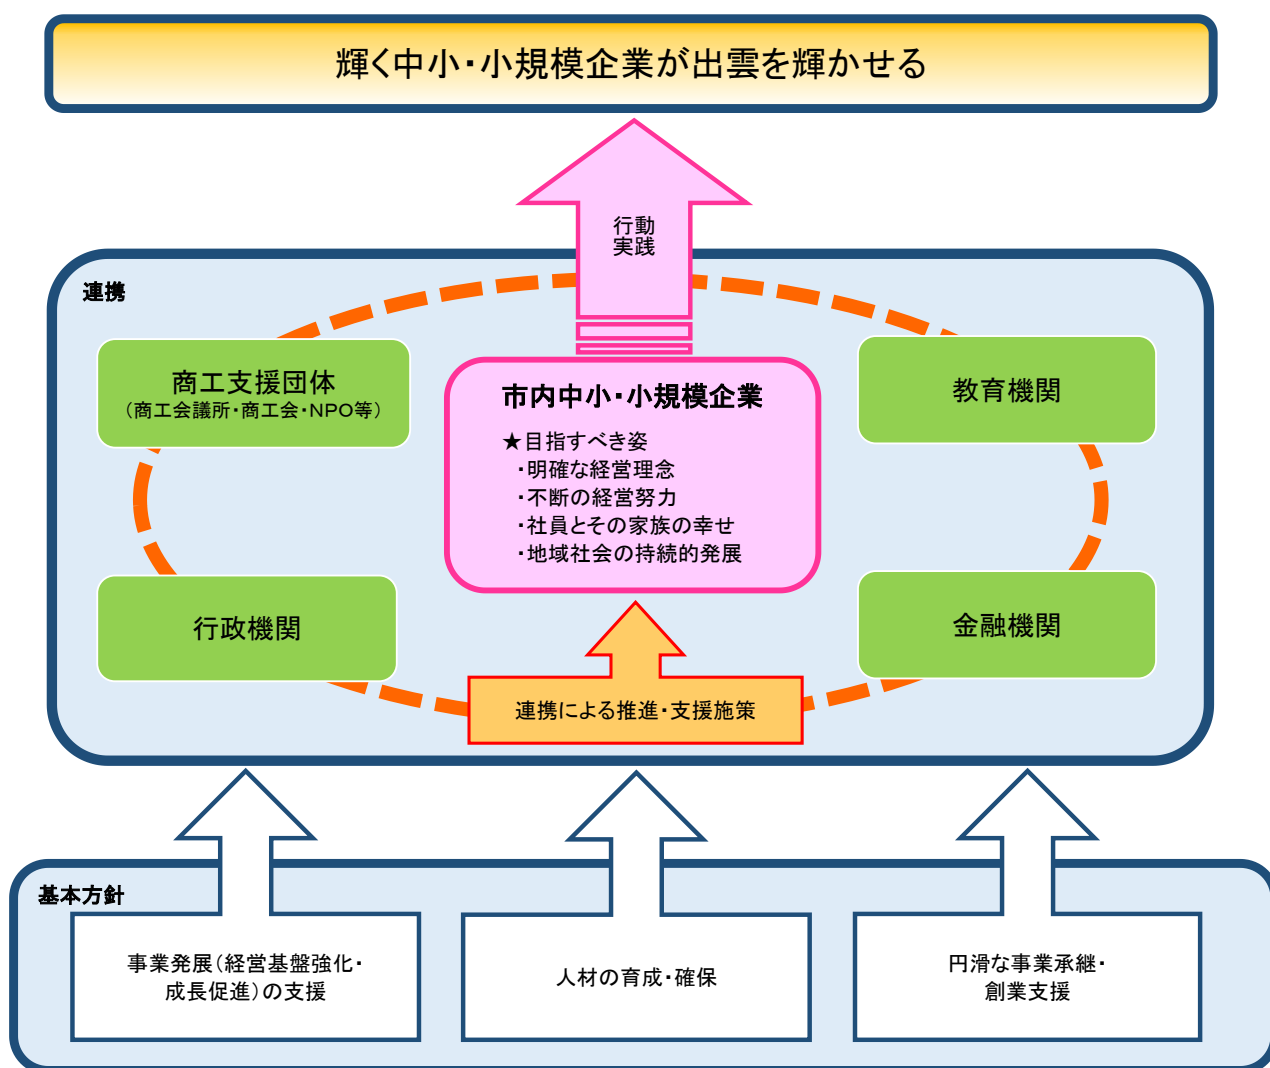 輝く中小・小規模企業が出雲を輝かせる
行動
実践
連携
商工支援団体
（商工会議所・商工会・NPO等）
教育機関
市内中小・小規模企業
★目指すべき姿
・明確な経営理念
・不断の経営努力
・社員とその家族の幸せ
・地域社会の持続的発展
行政機関
金融機関
連携による推進・支援施策
基本方針
事業発展（経営基盤強化・
成長促進）の支援
人材の育成・確保
円滑な事業承継・
創業支援